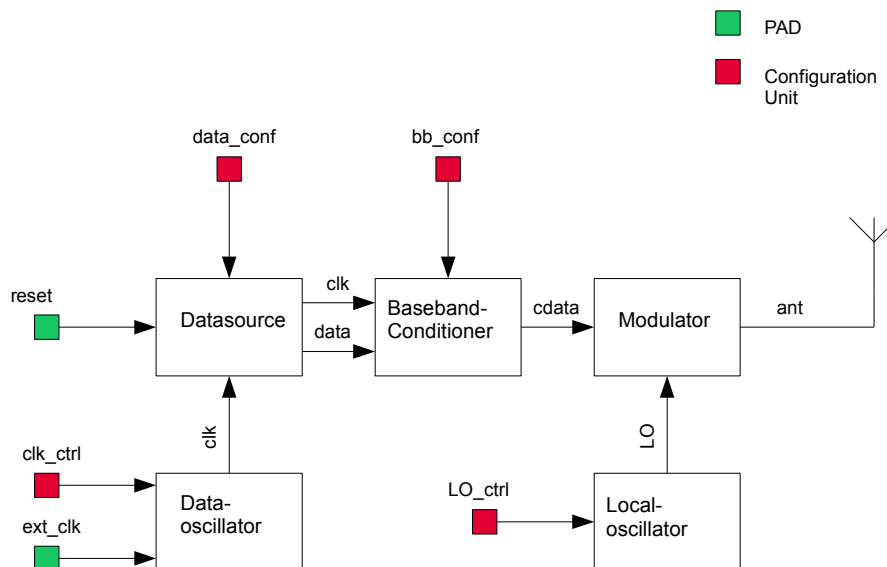 PAD
Configuration
Unit
data_conf
bb_conf
reset
Datasource
clk
data
Baseband-
Conditioner
cdata
Modulator
ant
clk
LO
clk_ctrl
ext_clk
Data-
oscillator
LO_ctrl
Local-
oscillator